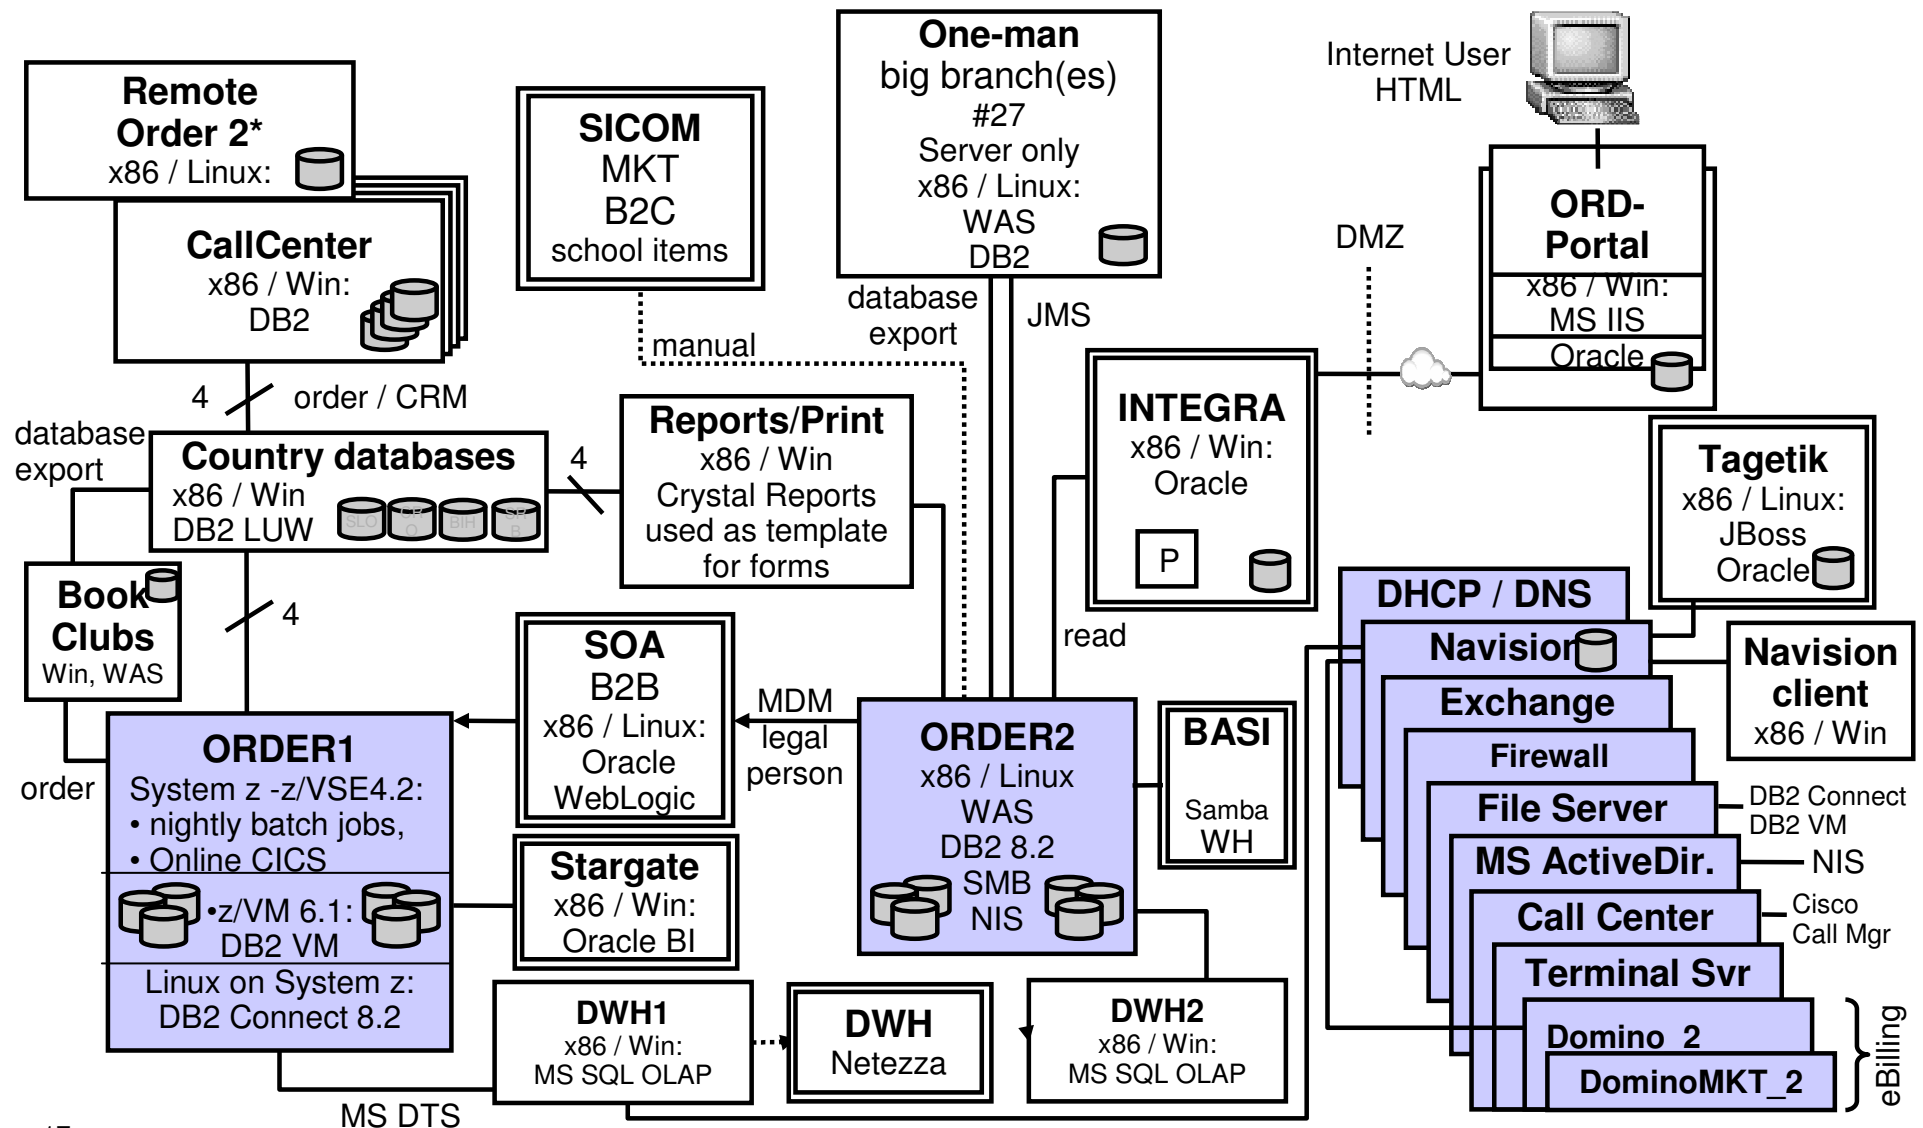 One-man
big branch(es)
#27
Server only
x86 / Linux:
WAS
DB2
Internet User
HTML
Remote
Order 2*
x86 / Linux:
SICOM
MKT
B2C
school items
CallCenter
x86 / Win:
DB2
DMZ
ORD-
Portal
x86 / Win:
MS IIS
Oracle
database
export
JMS
manual
4
order / CRM
database
export
Country databases
x86 / Win
DB2 LUW
SLO
CR
O
BiH
SR
B
4
Reports/Print
x86 / Win
Crystal Reports
used as template
for forms
INTEGRA
x86 / Win:
Oracle
P
read
Tagetik
x86 / Linux:
JBoss
Oracle
Book
Clubs
Win, WAS
4
order
SOA
B2B
x86 / Linux:
Oracle
WebLogic
MDM
legal
person
ORDER1
System z -z/VSE4.2:
• nightly batch jobs,
• Online CICS
•z/VM 6.1:
DB2 VM
Linux on System z:
DB2 Connect 8.2
Stargate
x86 / Win:
Oracle BI
ORDER2
x86 / Linux
WAS
DB2 8.2
SMB
NIS
BASI
Samba
WH
DHCP / DNS
Navision
Exchange
Firewall
File Server
MS ActiveDir.
Call Center
Terminal Svr
Domino_2
DominoMKT_2
Navision
client
x86 / Win
DB2 Connect
DB2 VM
NIS
Cisco
Call Mgr
eBilling
DWH1
x86 / Win:
MS SQL OLAP
DWH
Netezza
DWH2
x86 / Win:
MS SQL OLAP
MS DTS